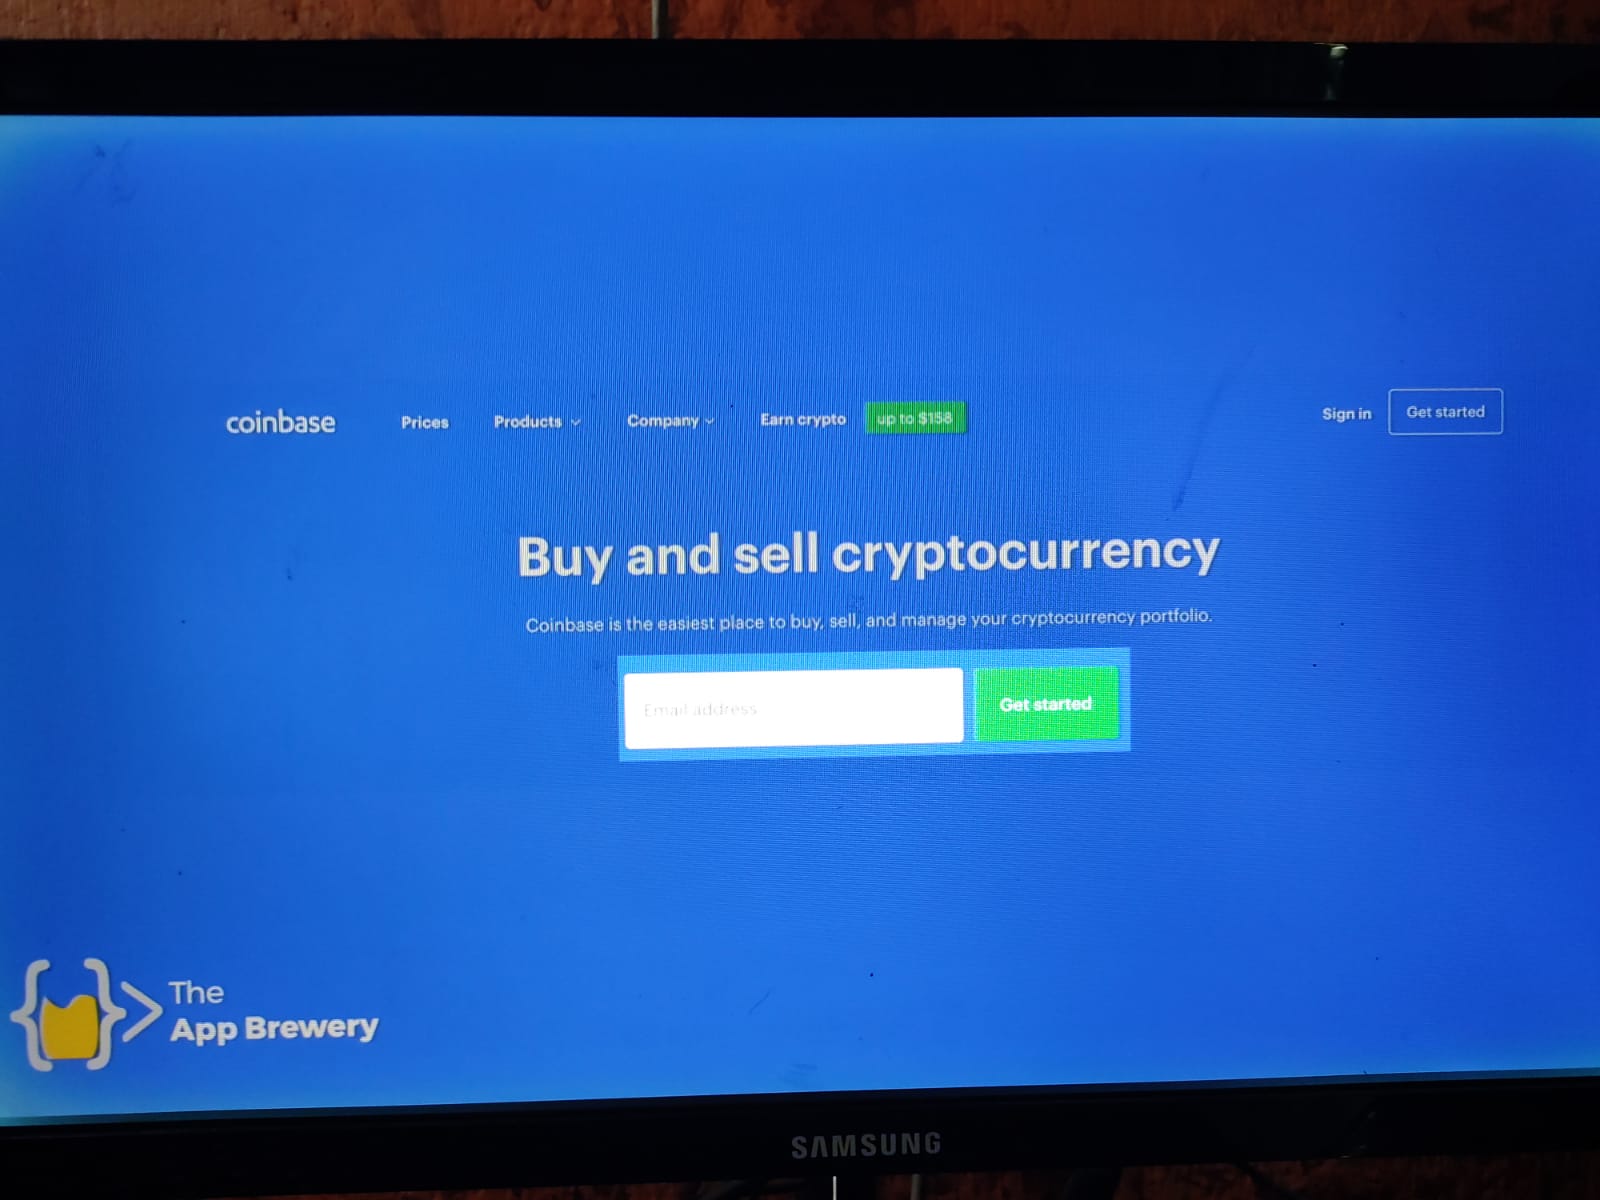 coinbase Prices Products Company Earn crypto up to $158 Sign in Get started
Buy and sell cryptocurrency
Coinbase is the easiest place to buy, sell, and manage your cryptocurrency portfolio.
Email address Get started
The
App Brewery
SAMSUNG